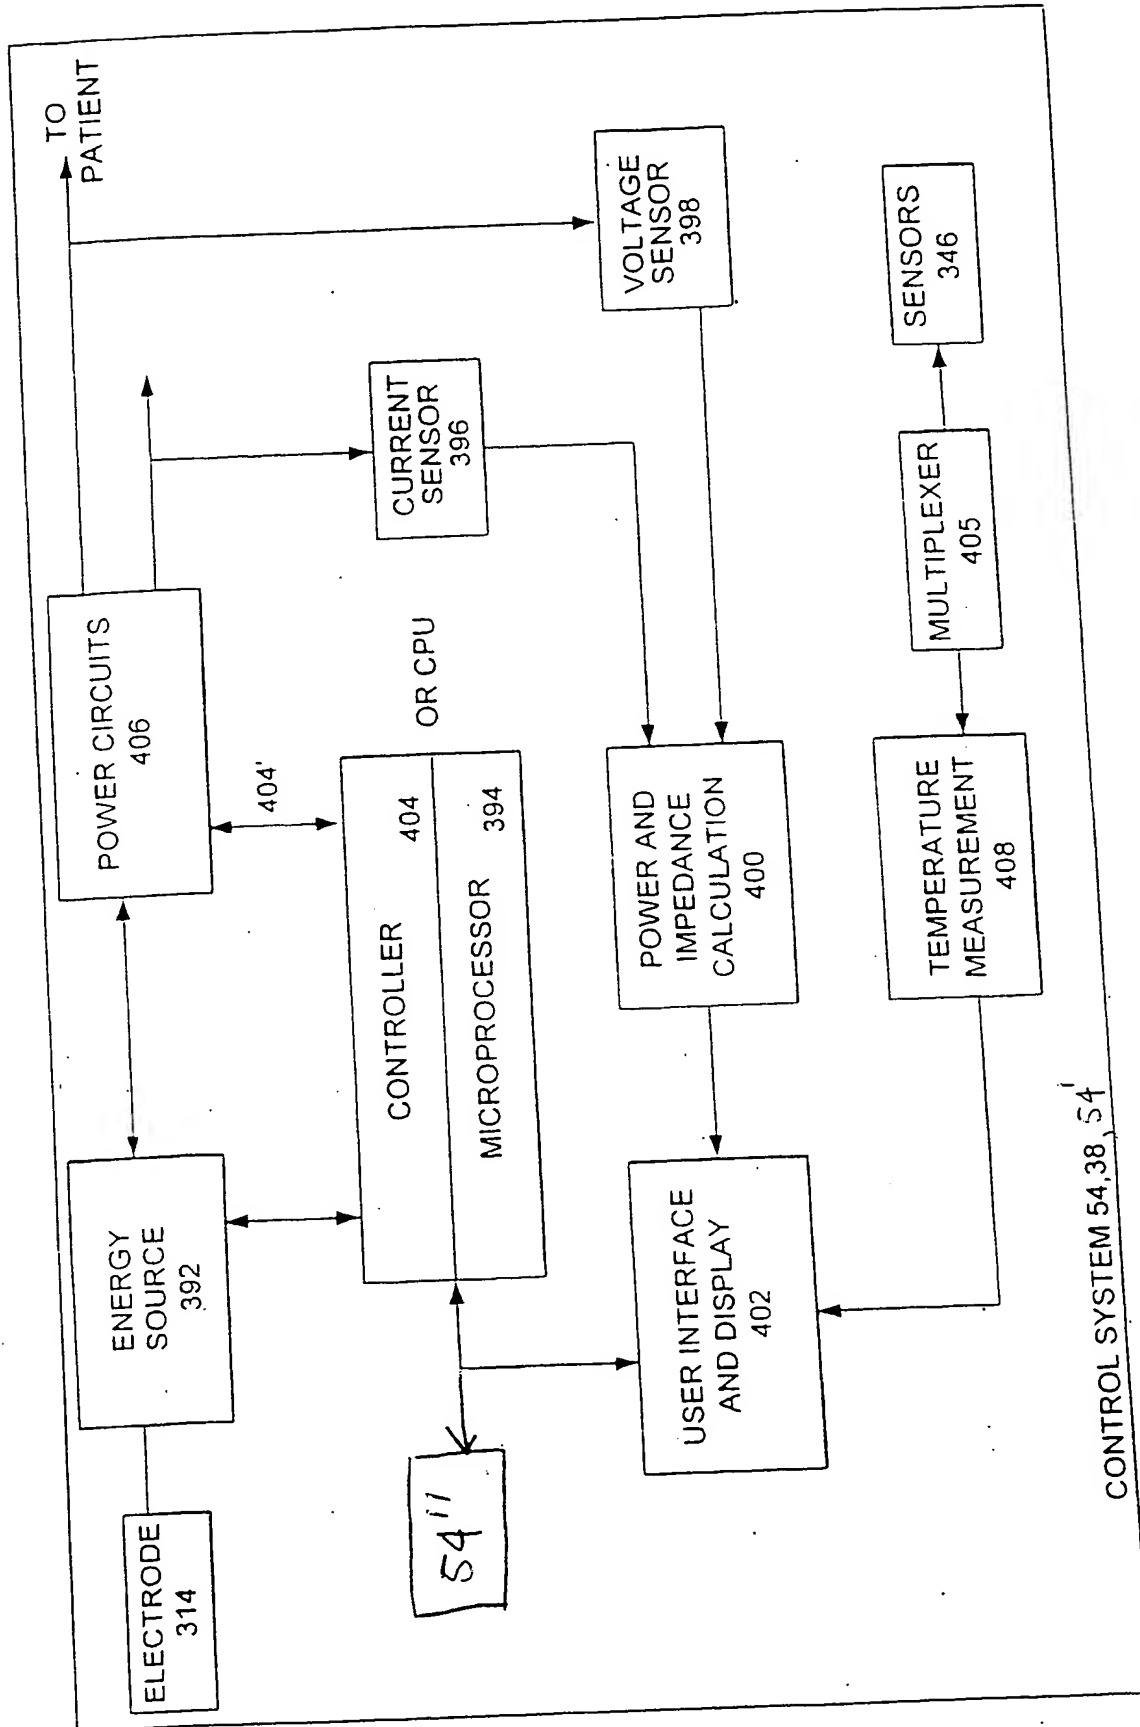 ELECTRODE
314
ENERGY
SOURCE
392
POWER CIRCUITS
406
TO
PATIENT
404'
54''
CONTROLLER
404
MICROPROCESSOR
394
OR CPU
CURRENT
SENSOR
396
VOLTAGE
SENSOR
398
USER INTERFACE
AND DISPLAY
402
POWER AND
IMPEDANCE
CALCULATION
400
TEMPERATURE
MEASUREMENT
408
MULTIPLEXER
405
SENSORS
346
CONTROL SYSTEM 54,38,54'